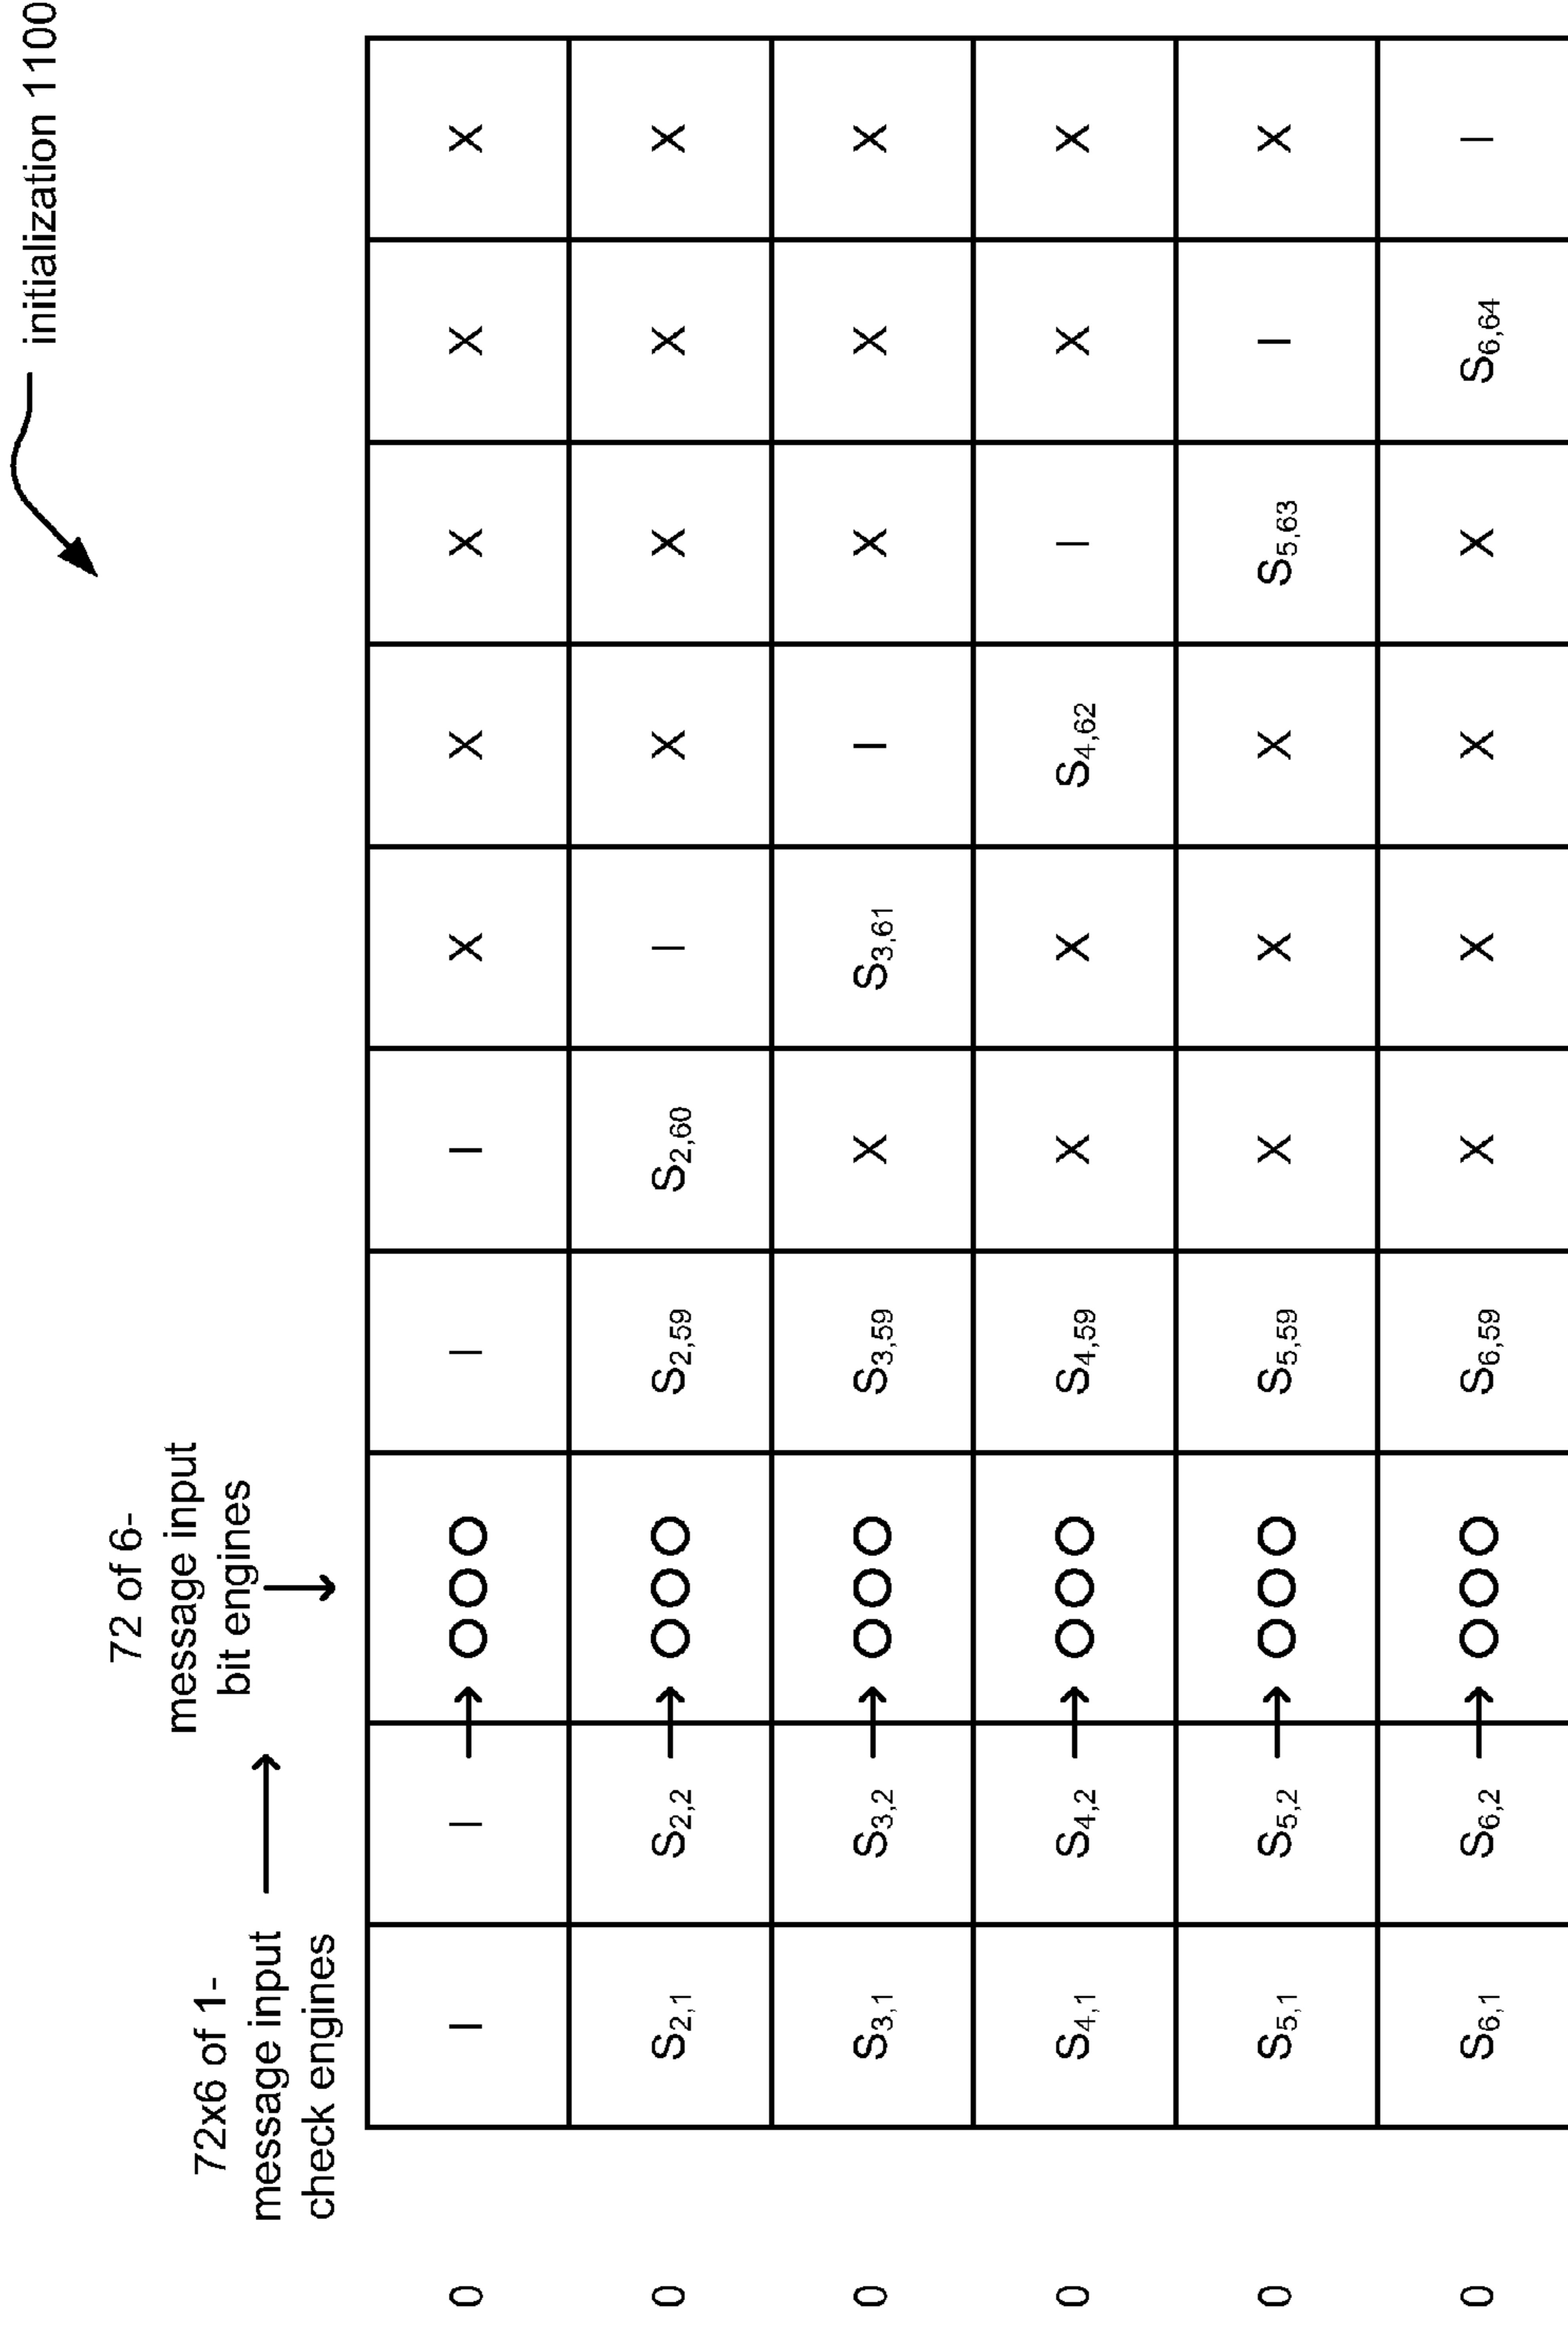 initialization 1100
72 of 6-
message input
bit engines
72x6 of 1-
message input
check engines
0 I I I I X X X X X
0 S2,1 S2,2 S2,59 S2,60 I X X X X
0 S3,1 S3,2 S3,59 X S3,61 I X X X
0 S4,1 S4,2 S4,59 X X S4,62 I X X
0 S5,1 S5,2 S5,59 X X X S5,63 I X
0 S6,1 S6,2 S6,59 X X X X S6,64 I